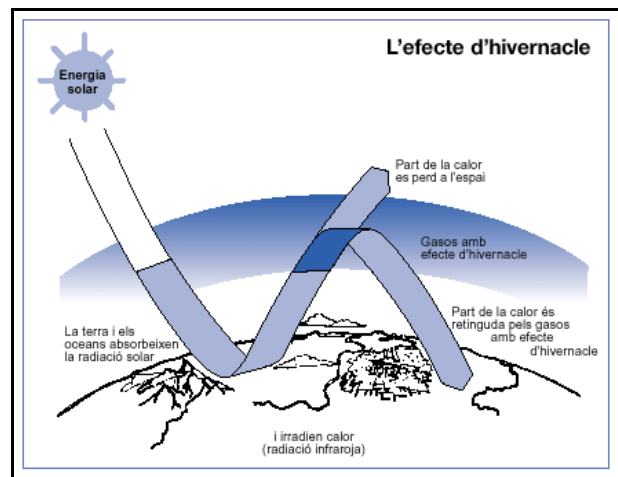 L'efecte d'hivernacle
Energia
solar
Part de la calor
es perd a l'espai
Gasos amb
efecte d'hivernacle
Part de la calor és
retinguda pels gasos
amb efecte
d'hivernacle
La terra i els
oceans absorbeixen
la radiació solar
i irradien calor
(radiació infraroja)